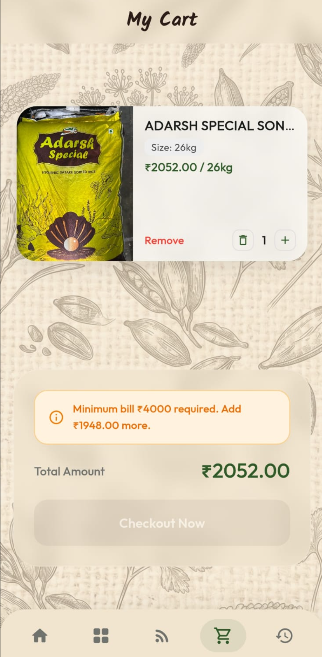 My Cart
Adarsh
Special
ADARSH SPECIAL SON...
Size: 26kg
₹2052.00 / 26kg
Remove
1
Minimum bill ₹4000 required. Add
₹1948.00 more.
Total Amount
₹2052.00
Checkout Now